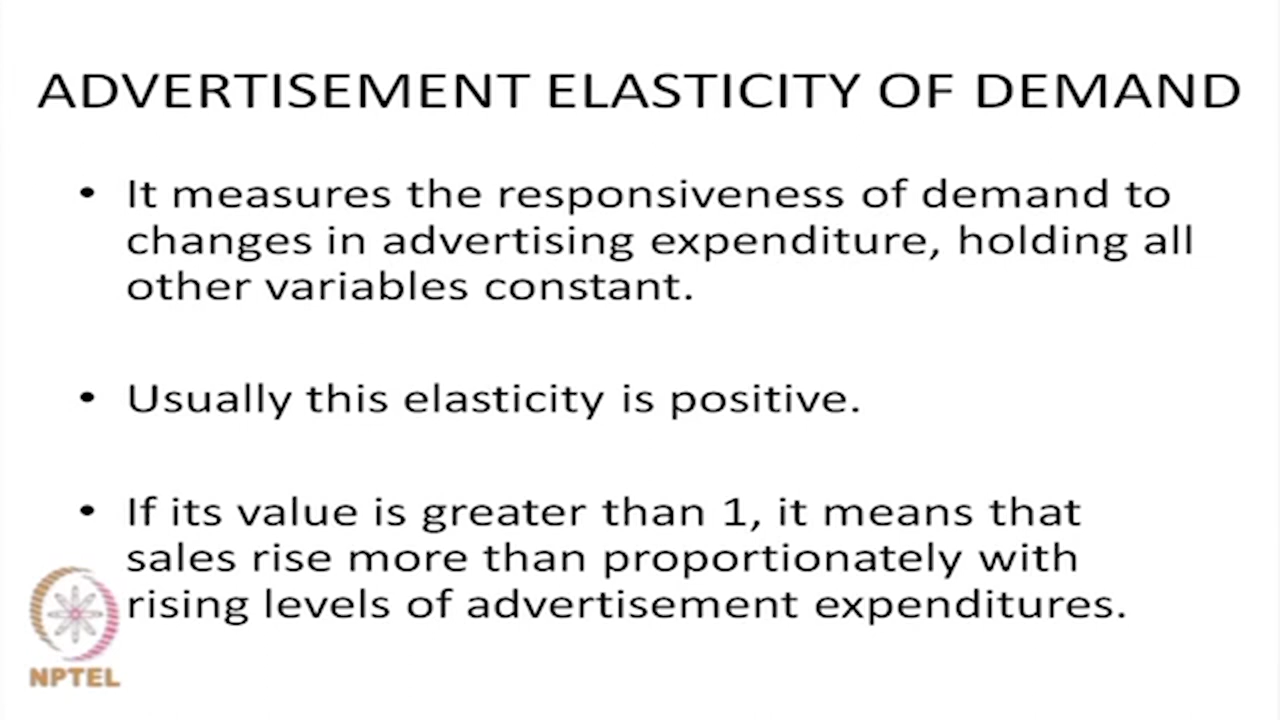 ADVERTISEMENT ELASTICITY OF DEMAND
• It measures the responsiveness of demand to
changes in advertising expenditure, holding all
other variables constant.
• Usually this elasticity is positive.
• If its value is greater than 1, it means that
sales rise more than proportionately with
rising levels of advertisement expenditures.
NPTEL